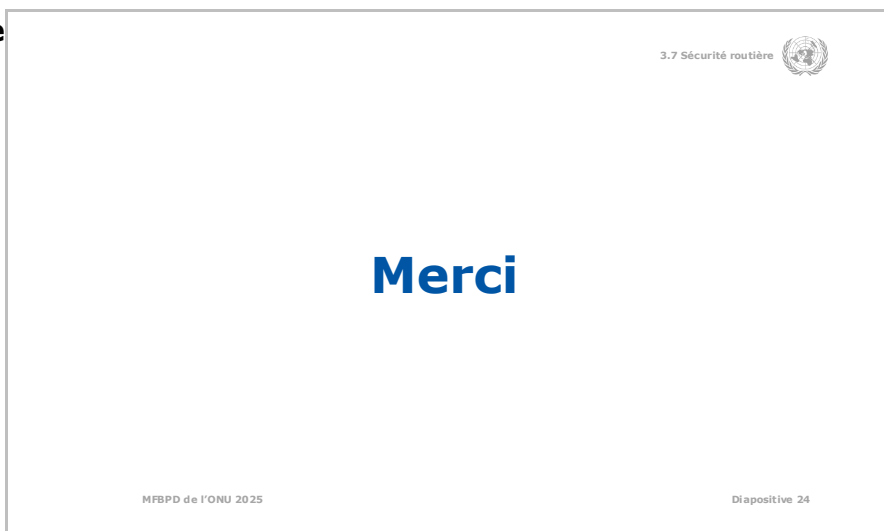 e
3.7 Sécurité routière
Merci
MFBPD de l'ONU 2025
Diapositive 24